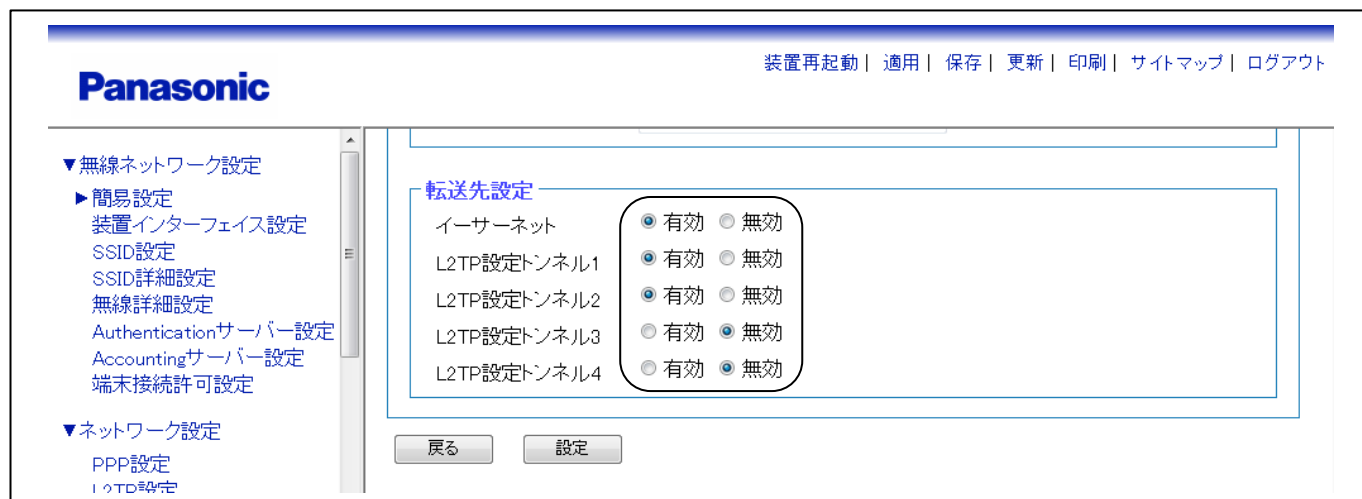 装置再起動| 適用| 保存| 更新| 印刷| サイトマップ| ログアウト
Panasonic
▼無線ネットワーク設定
▶簡易設定
装置インターフェイス設定
SSID設定
SSID詳細設定
無線詳細設定
Authenticationサーバー設定
Accountingサーバー設定
端末接続許可設定
▼ネットワーク設定
PPP設定
L2TP設定
転送先設定
イーサーネット 有効 無効
L2TP設定トンネル1 有効 無効
L2TP設定トンネル2 有効 無効
L2TP設定トンネル3 有効 無効
L2TP設定トンネル4 有効 無効
戻る 設定